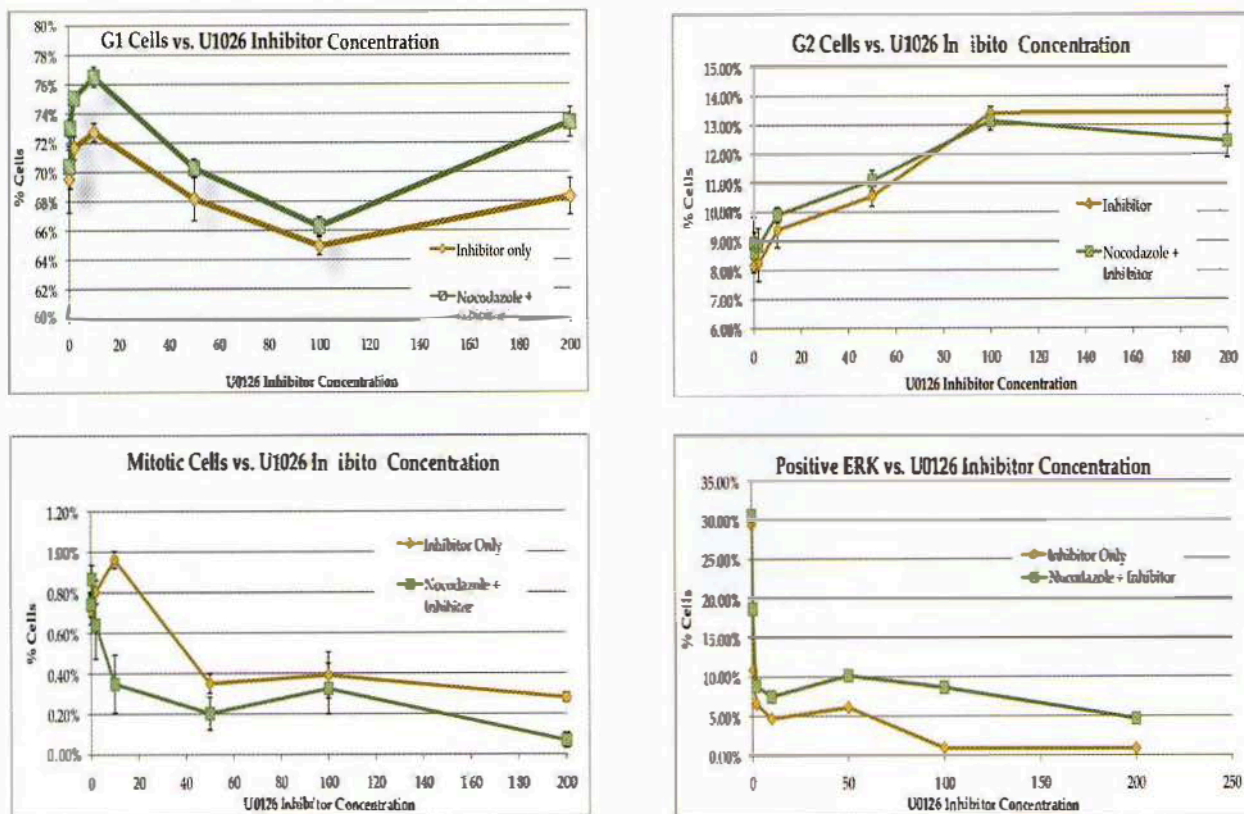 G1 Cells vs. U1026 Inhibitor Concentration
80%
78%
76%
74%
72%
70%
68%
66%
64%
62%
60%
% Cells
Inhibitor only
Nocodazole +
0 20 40 60 80 100 120 140 160 180 200
U0126 Inhibitor Concentration
G2 Cells vs. U1026 In ibito Concentration
15.00%
14.00%
13.00%
12.00%
11.00%
10.00%
9.00%
8.00%
7.00%
6.00%
% Cells
Inhibitor
Nocodazole +
Inhibitor
0 20 40 60 80 100 120 140 160 180 200
U0126 Inhibitor Concentration
Mitotic Cells vs. U1026 In ibito Concentration
1.20%
1.00%
0.80%
0.60%
0.40%
0.20%
0.00%
% Cells
Inhibitor Only
Nocodazole +
Inhibitor
0 20 40 60 80 100 120 140 160 180 200
U0126 Inhibitor Concentration
Positive ERK vs. U0126 Inhibitor Concentration
35.00%
30.00%
25.00%
20.00%
15.00%
10.00%
5.00%
0.00%
% Cells
Inhibitor Only
Nocodazole + Inhibitor
0 50 100 150 200 250
U0126 Inhibitor Concentration